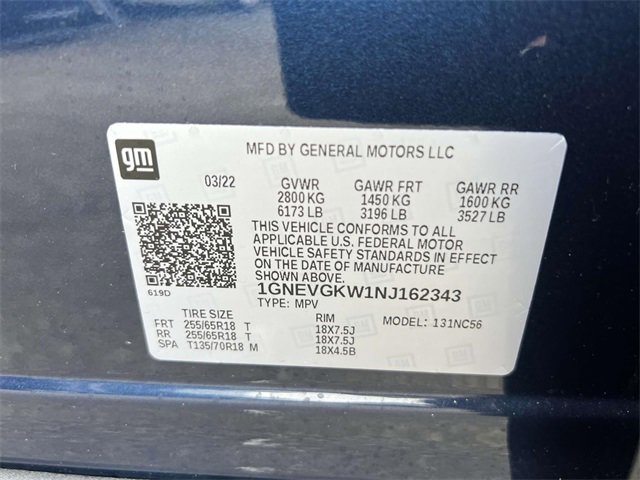 gm
MFD BY GENERAL MOTORS LLC
03/22 GVWR GAWR FRT GAWR RR
2800 KG 1450 KG 1600 KG
6173 LB 3196 LB 3527 LB
THIS VEHICLE CONFORMS TO ALL
APPLICABLE U.S. FEDERAL MOTOR
VEHICLE SAFETY STANDARDS IN EFFECT
ON THE DATE OF MANUFACTURE
SHOWN ABOVE.
619D 1GNEVGKW1NJ162343
TYPE: MPV
TIRE SIZE RIM MODEL: 131NC56
FRT 255/65R18 T 18X7.5J
RR 255/65R18 T 18X7.5J
SPA T135/70R18 M 18X4.5B